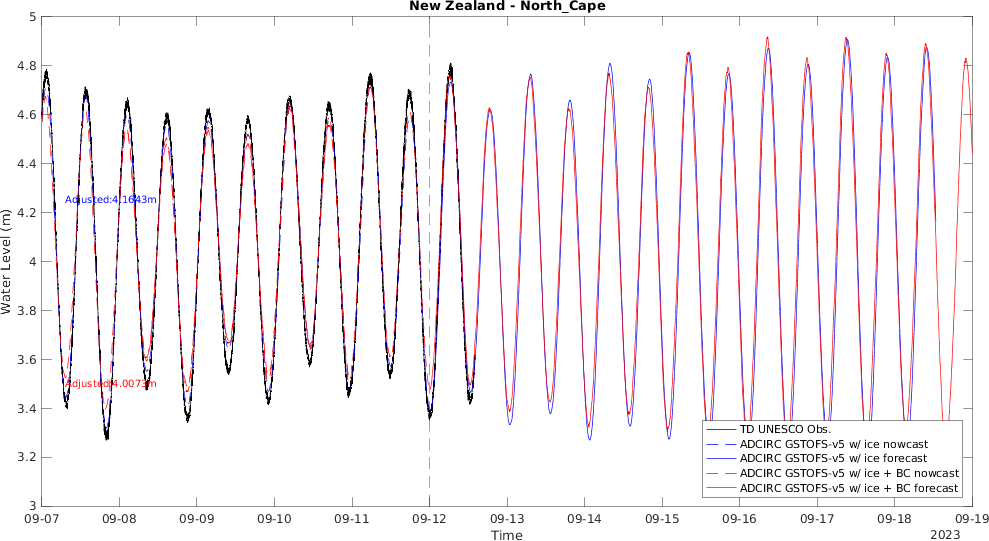 New Zealand - North_Cape
5
4.8
4.6
4.4
4.2
4
3.8
3.6
3.4
3.2
3
Water Level (m)
Adjusted:4.1643m
Adjusted:4.0073m
TD UNESCO Obs.
ADCIRC GSTOFS-v5 w/ ice nowcast
ADCIRC GSTOFS-v5 w/ ice forecast
ADCIRC GSTOFS-v5 w/ ice + BC nowcast
ADCIRC GSTOFS-v5 w/ ice + BC forecast
09-07 09-08 09-09 09-10 09-11 09-12 09-13 09-14 09-15 09-16 09-17 09-18 09-19
Time
2023